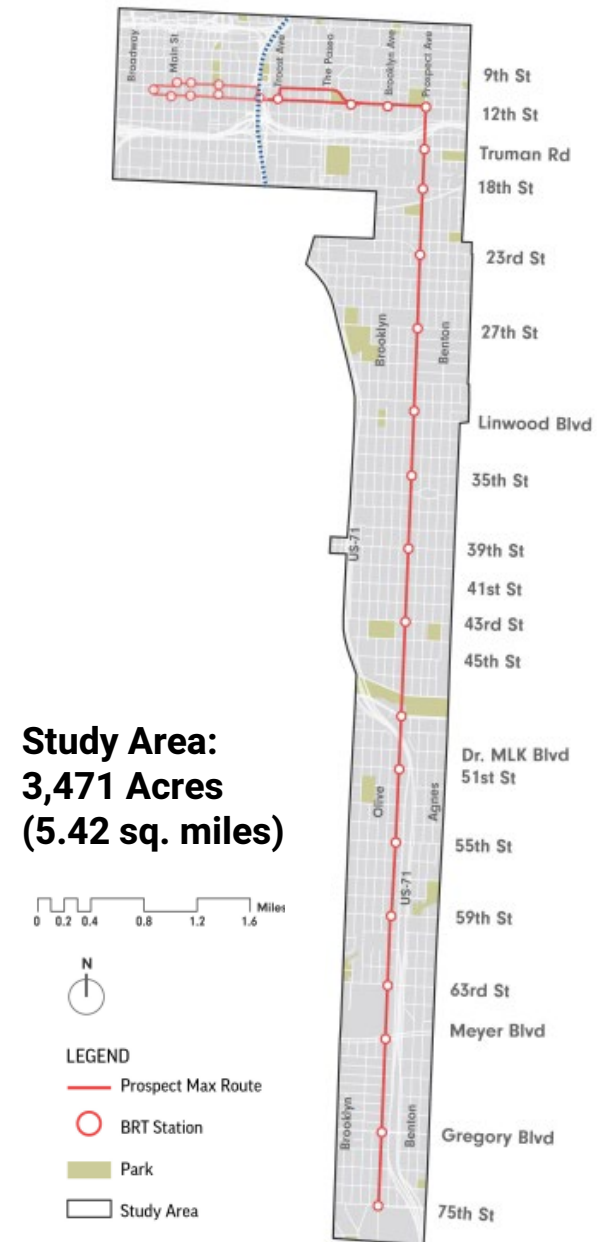 Broadway
Main St
Troost Ave
The Paseo
Brooklyn Ave
Prospect Ave
9th St
12th St
Truman Rd
18th St
23rd St
27th St
Brooklyn
Benton
Linwood Blvd
35th St
US-71
39th St
41st St
43rd St
45th St
Study Area:
3,471 Acres
(5.42 sq. miles)
Dr. MLK Blvd
51st St
Olive
Agnes
55th St
US-71
59th St
0 0.2 0.4 0.8 1.2 1.6 Miles
N
63rd St
Meyer Blvd
LEGEND
Prospect Max Route
BRT Station
Park
Study Area
Brooklyn
Benton
Gregory Blvd
75th St